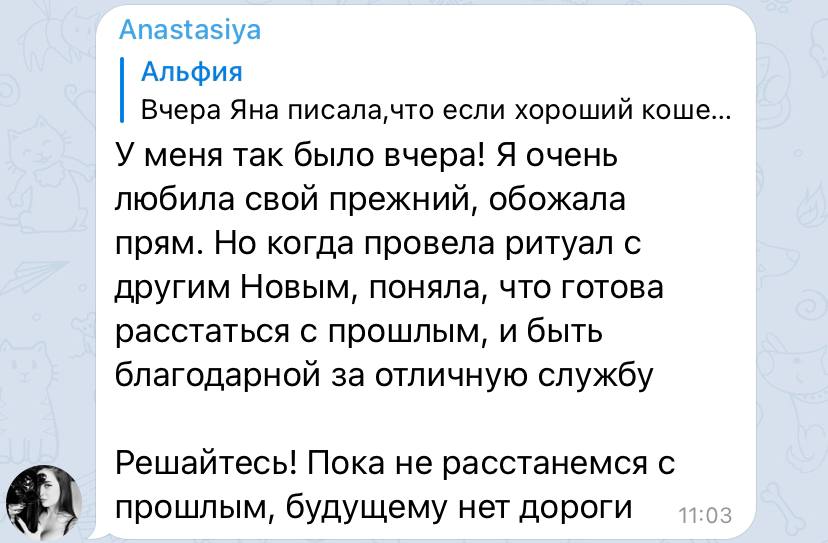 Anastasiya
Альфия
Вчера Яна писала,что если хороший коше...
У меня так было вчера! Я очень
любила свой прежний, обожала
прям. Но когда провела ритуал с
другим Новым, поняла, что готова
расстаться с прошлым, и быть
благодарной за отличную службу
Решайтесь! Пока не расстанемся с
прошлым, будущему нет дороги
11:03